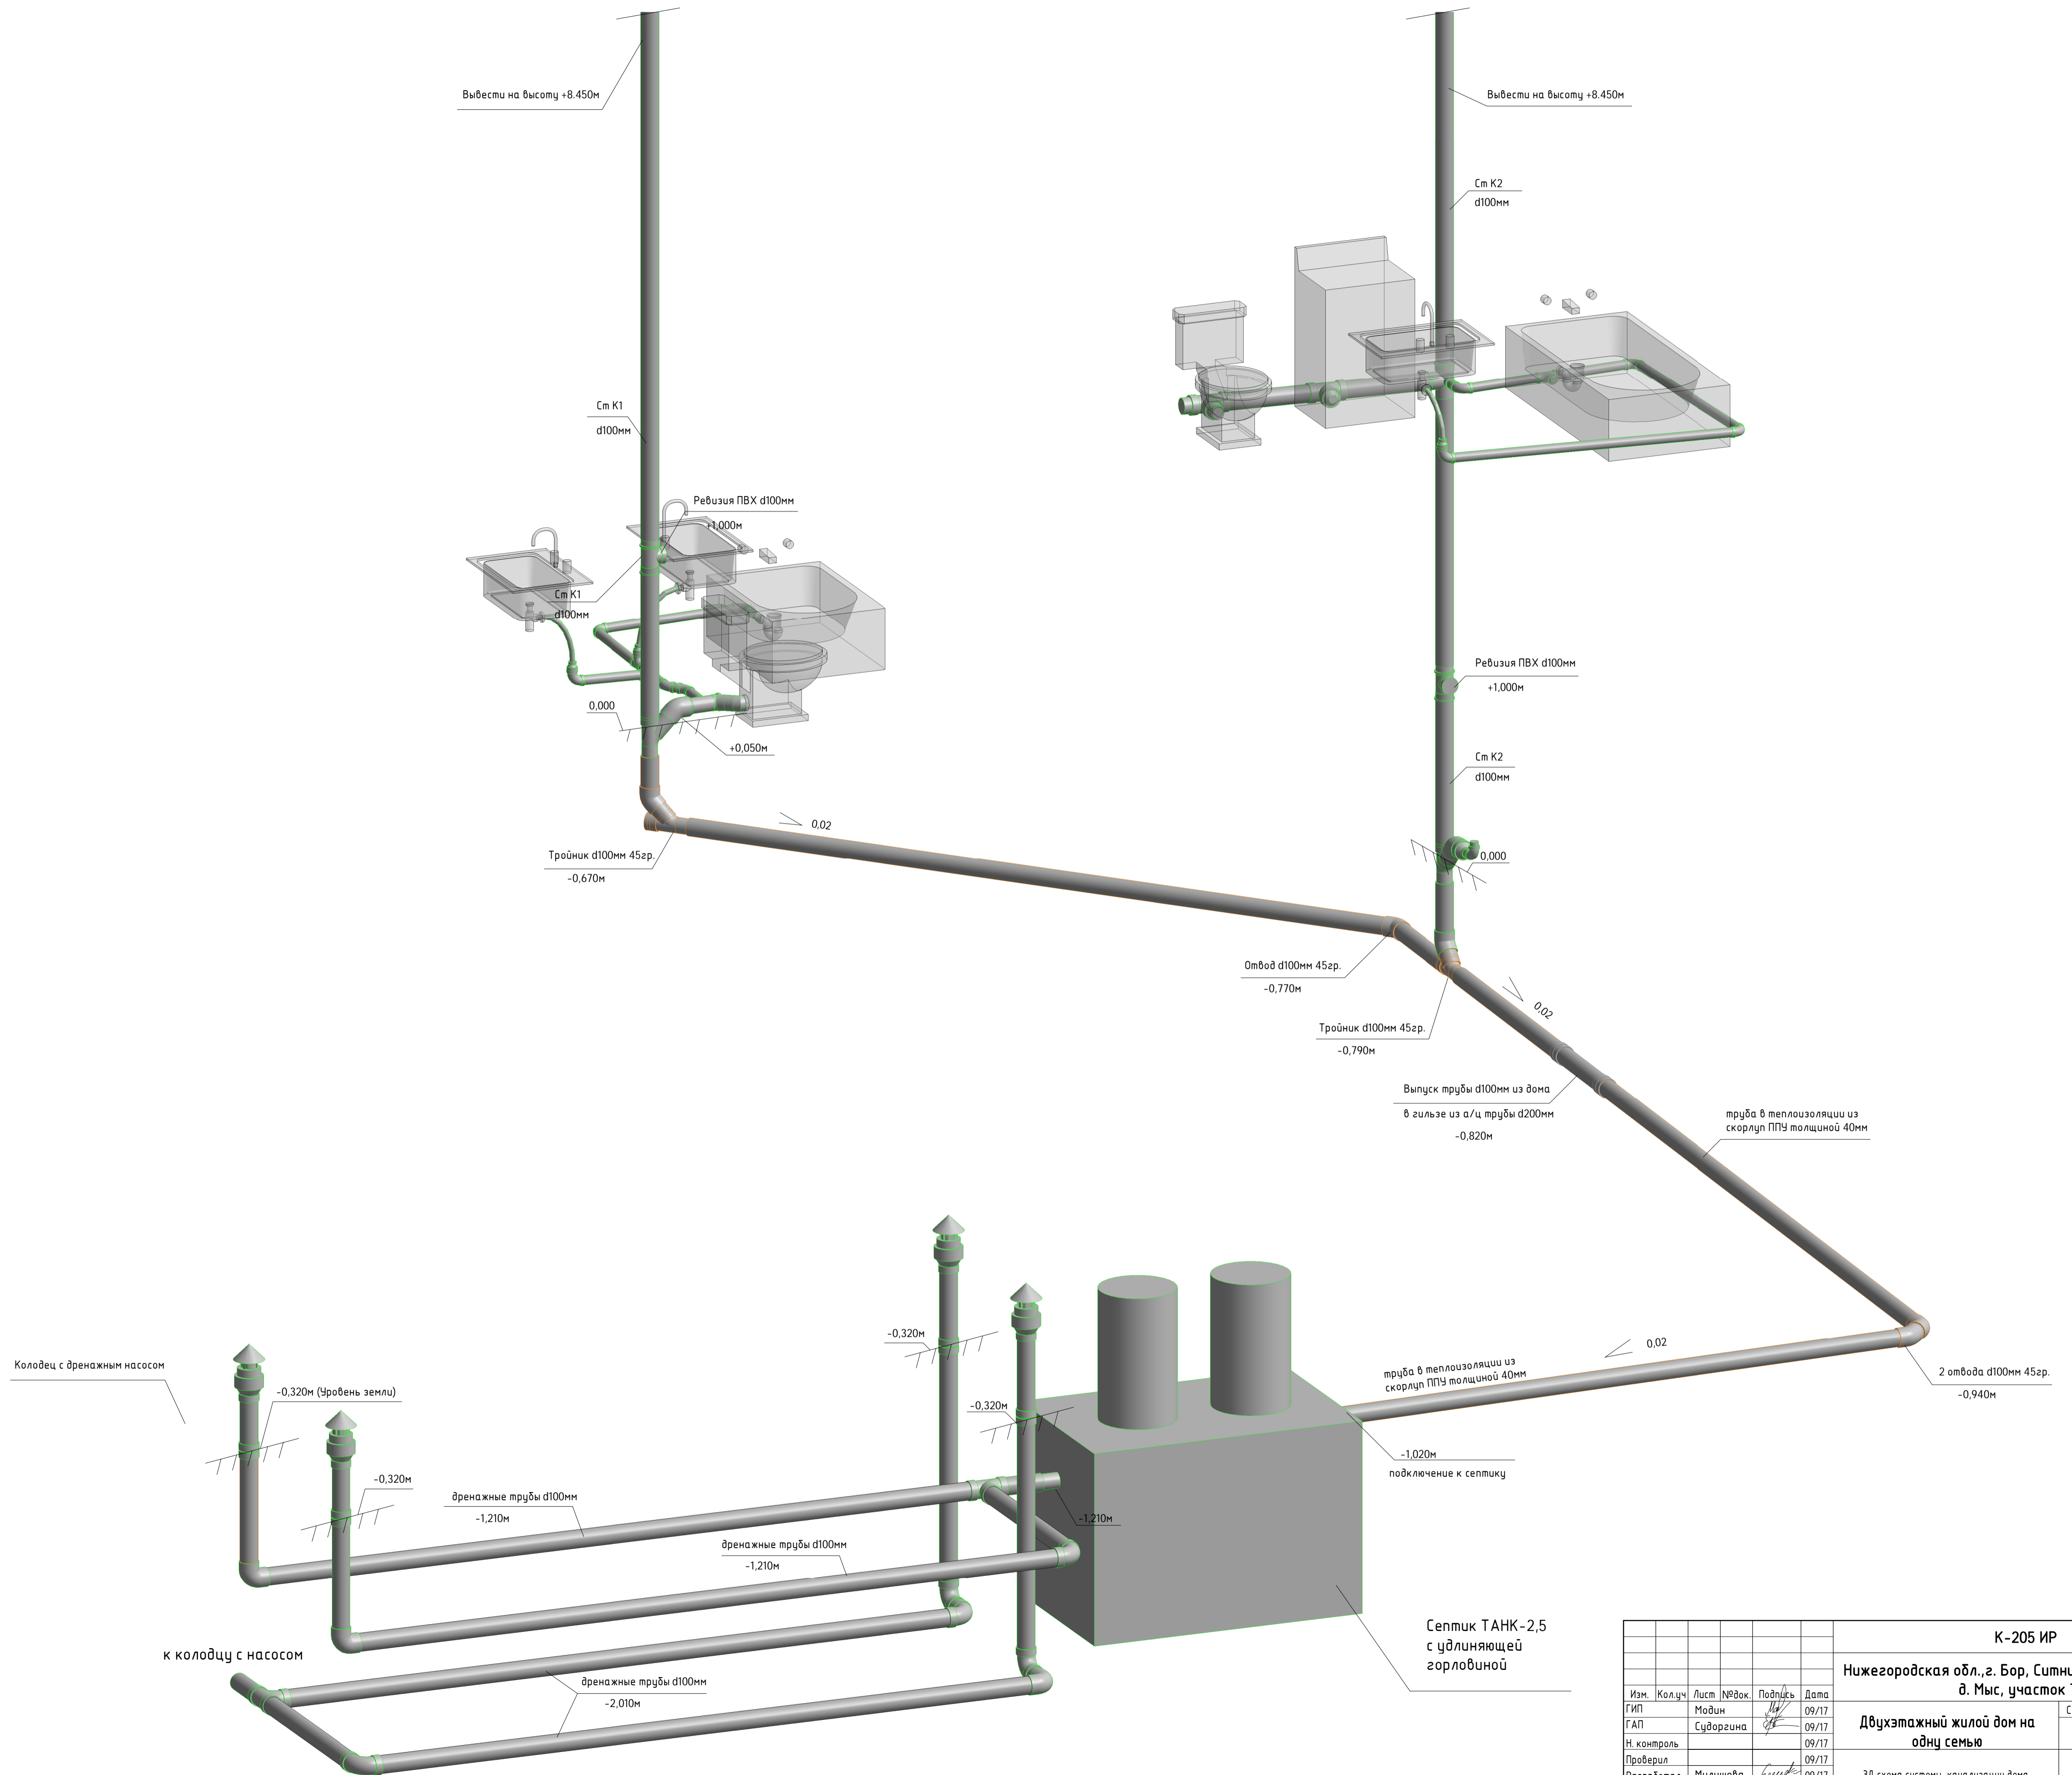 Вывести на высоту +8.450м
Вывести на высоту +8.450м
Ст К2
d100мм
Ст К1
d100мм
Ревизия ПВХ d100мм
+1,000м
Ст К1
d100мм
0,000
+0,050м
Ревизия ПВХ d100мм
+1,000м
Ст К2
d100мм
0,02
0,000
Тройник d100мм 45гр.
-0,670м
Отвод d100мм 45гр.
-0,770м
0,02
Тройник d100мм 45гр.
-0,790м
Выпуск трубы d100мм из дома
в гильзе из а/ц трубы d200мм
-0,820м
труба в теплоизоляции из
скорлуп ППУ толщиной 40мм
-0,320м
0,02
труба в теплоизоляции из
скорлуп ППУ толщиной 40мм
2 отвода d100мм 45гр.
-0,940м
Колодец с дренажным насосом
-0,320м (Уровень земли)
-0,320м
-1,020м
подключение к септику
-0,320м
дренажные трубы d100мм
-1,210м
-1,210м
дренажные трубы d100мм
-1,210м
Септик ТАНК-2,5
с удлиняющей
горловиной
к колодцу с насосом
дренажные трубы d100мм
-2,010м
К-205 ИР
Нижегородская обл.,г. Бор,
д. Мыс, участок
Изм. Кол.уч Лист №док. Подпись Дата
ГИП Модин 09/17
ГАП Судоргина 09/17
Н. контроль 09/17
Проверил 09/17
09/17
Двухэтажный жилой дом на
одну семью